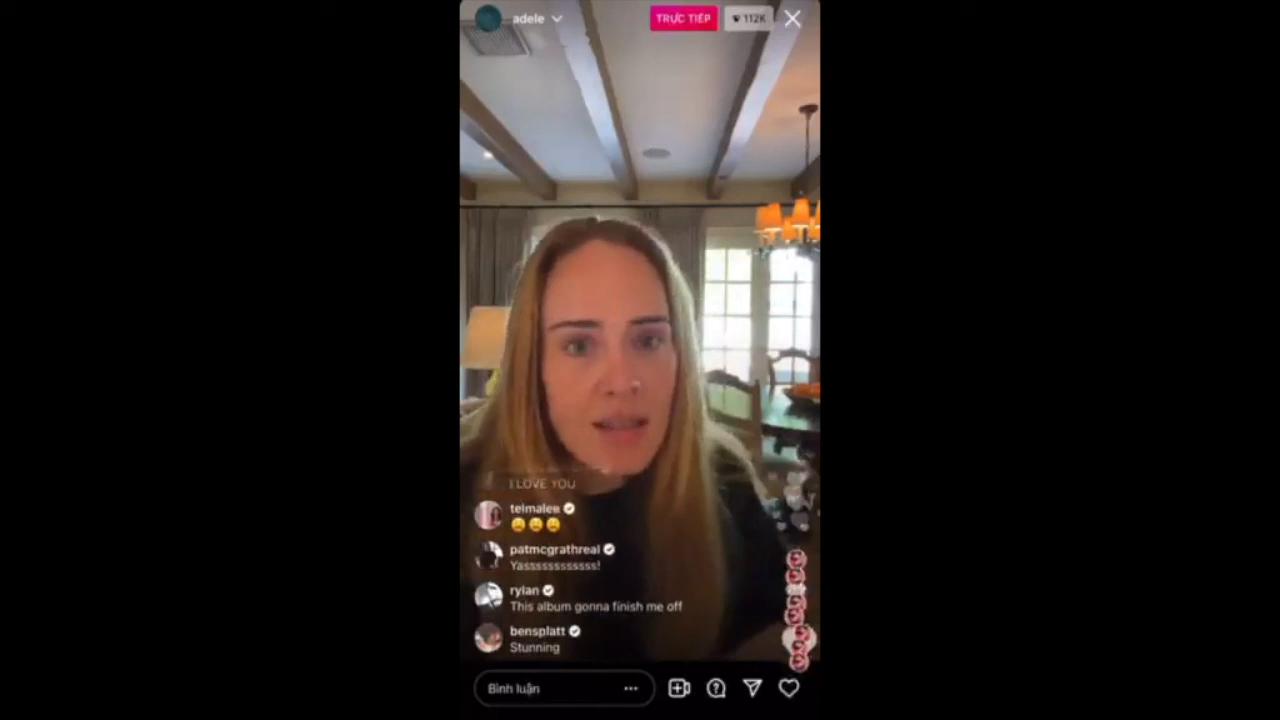 adele
TRỰC TIẾP
112K
I LOVE YOU
telmalee
😩😩😩
patmcgrathreal
Yasssssssssssss!
rylan
This album gonna finish me off
bensplatt
Stunning
Bình luận